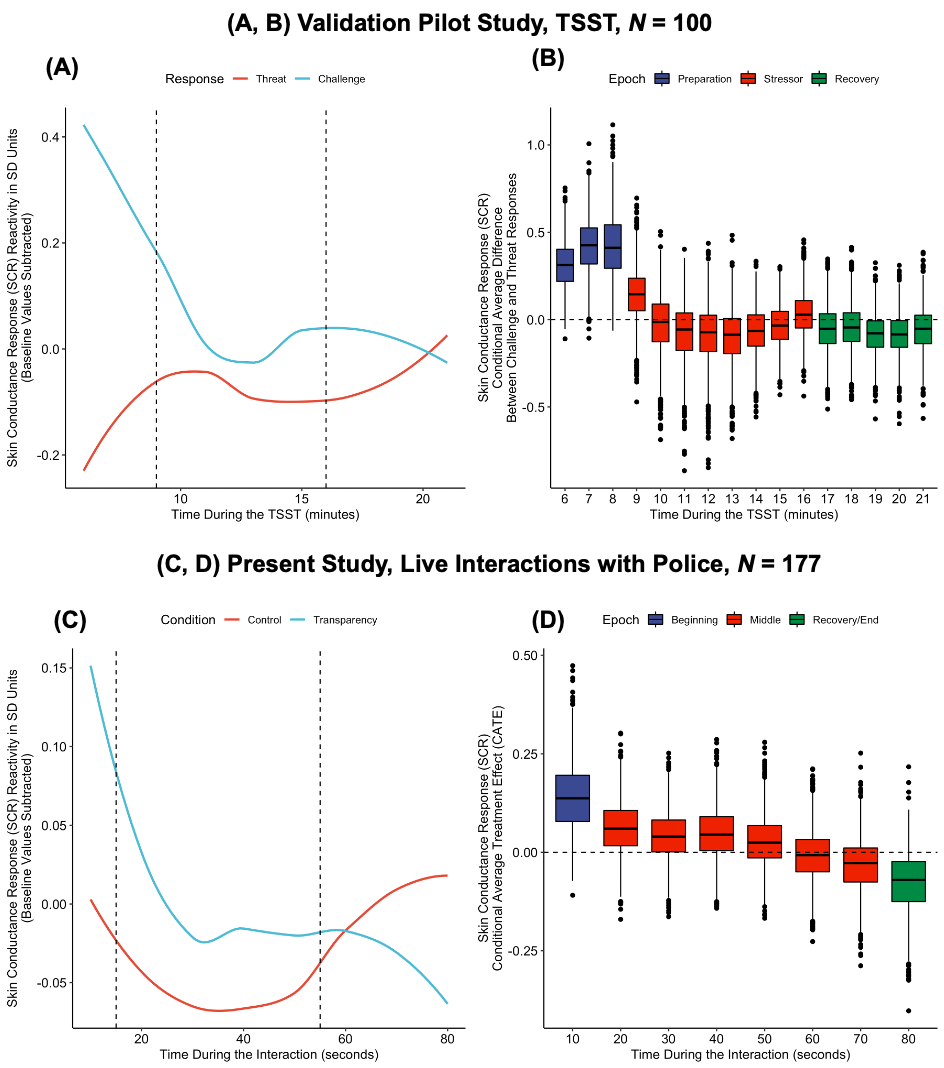 (A, B) Validation Pilot Study, TSST, N = 100
(A)
Response Threat Challenge
Skin Conductance Response (SCR) Reactivity in SD Units
(Baseline Values Subtracted)
0.4
0.2
0.0
-0.2
10 15 20
Time During the TSST (minutes)
(B)
Epoch Preparation Stressor Recovery
Skin Conductance Response (SCR)
Conditional Average Difference
Between Challenge and Threat Responses
1.0
0.5
0.0
-0.5
6 7 8 9 10 11 12 13 14 15 16 17 18 19 20 21
Time During the TSST (minutes)
(C, D) Present Study, Live Interactions with Police, N = 177
(C)
Condition Control Transparency
Skin Conductance Response (SCR) Reactivity in SD Units
(Baseline Values Subtracted)
0.15
0.10
0.05
0.00
-0.05
20 40 60 80
Time During the Interaction (seconds)
(D)
Epoch Beginning Middle Recovery/End
Skin Conductance Response (SCR)
Conditional Average Treatment Effect (CATE)
0.50
0.25
0.00
-0.25
10 20 30 40 50 60 70 80
Time During the Interaction (seconds)